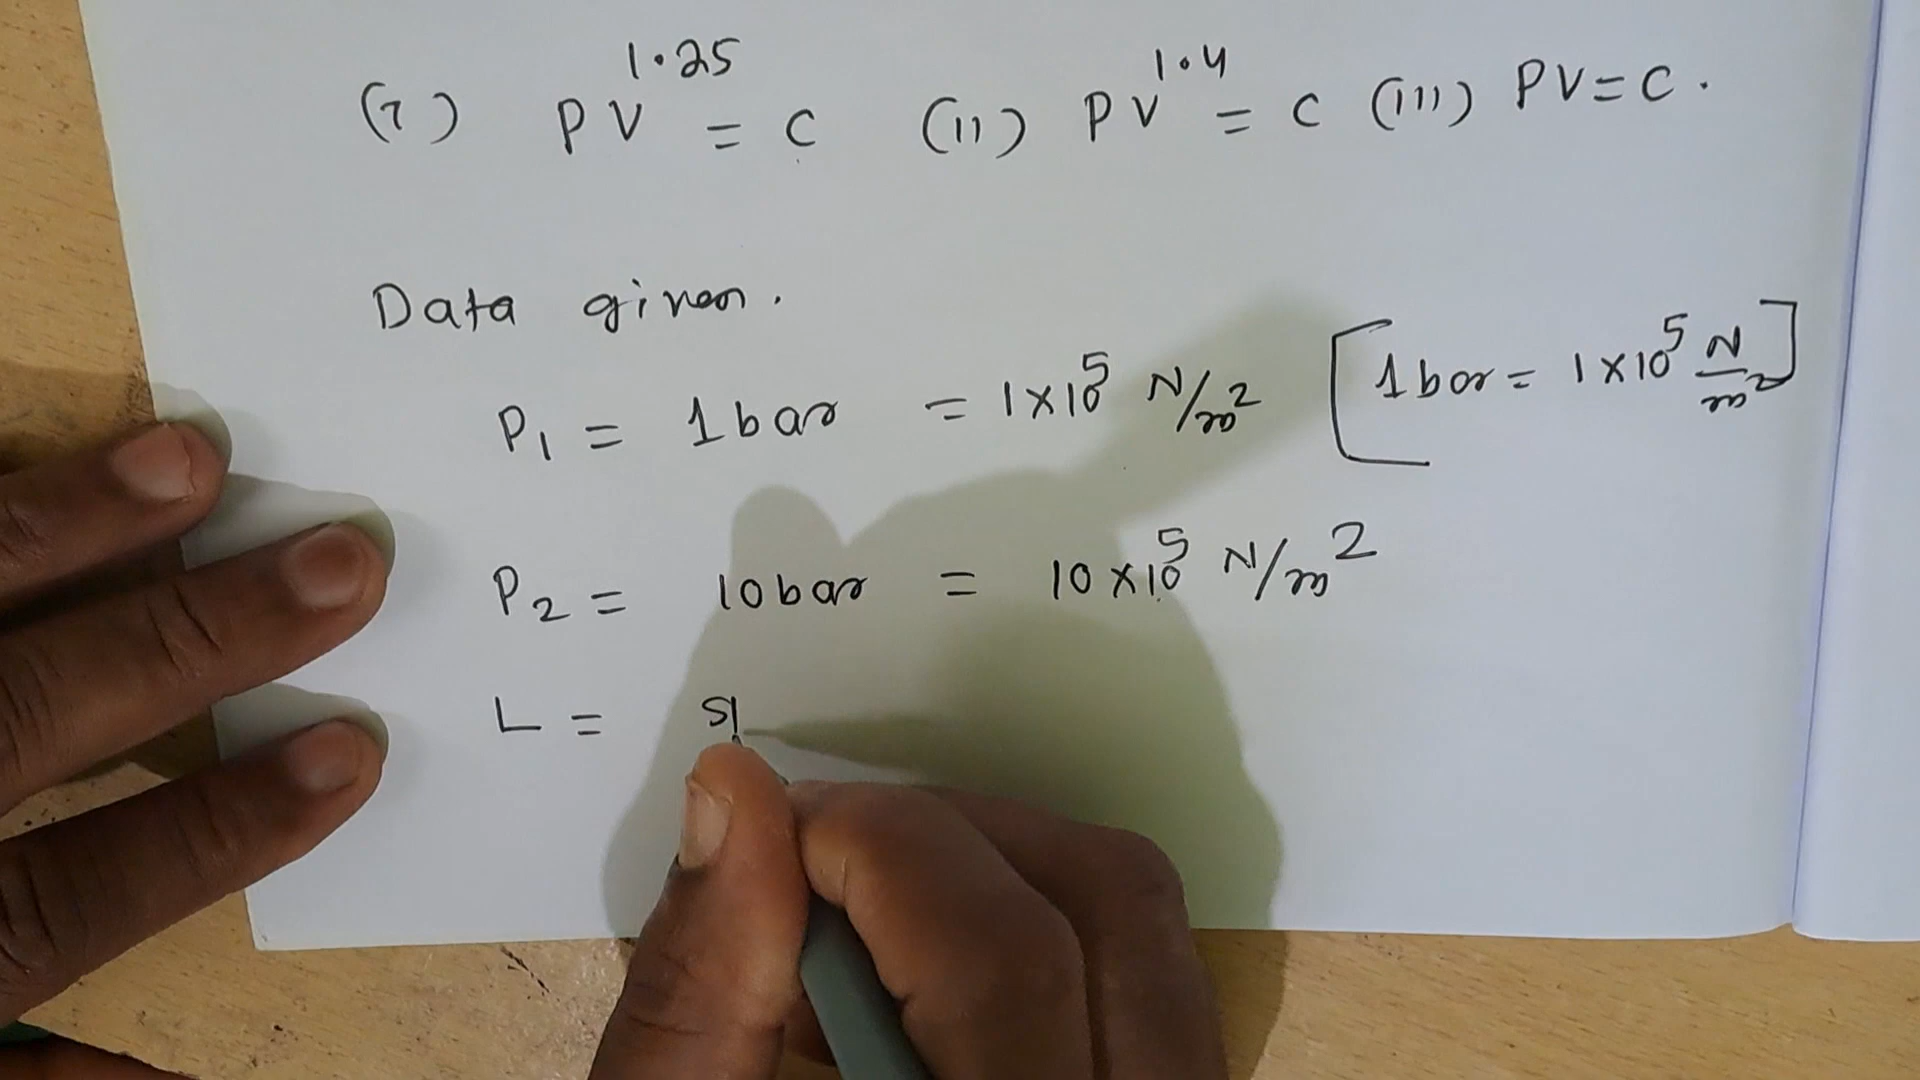 (i) PV^1.25 = C (ii) PV^1.4 = C (iii) PV = C.
Data given.
P1 = 1 bar = 1×10^5 N/m^2 [1 bar = 1×10^5 N/m^2]
P2 = 10 bar = 10×10^5 N/m^2
L =